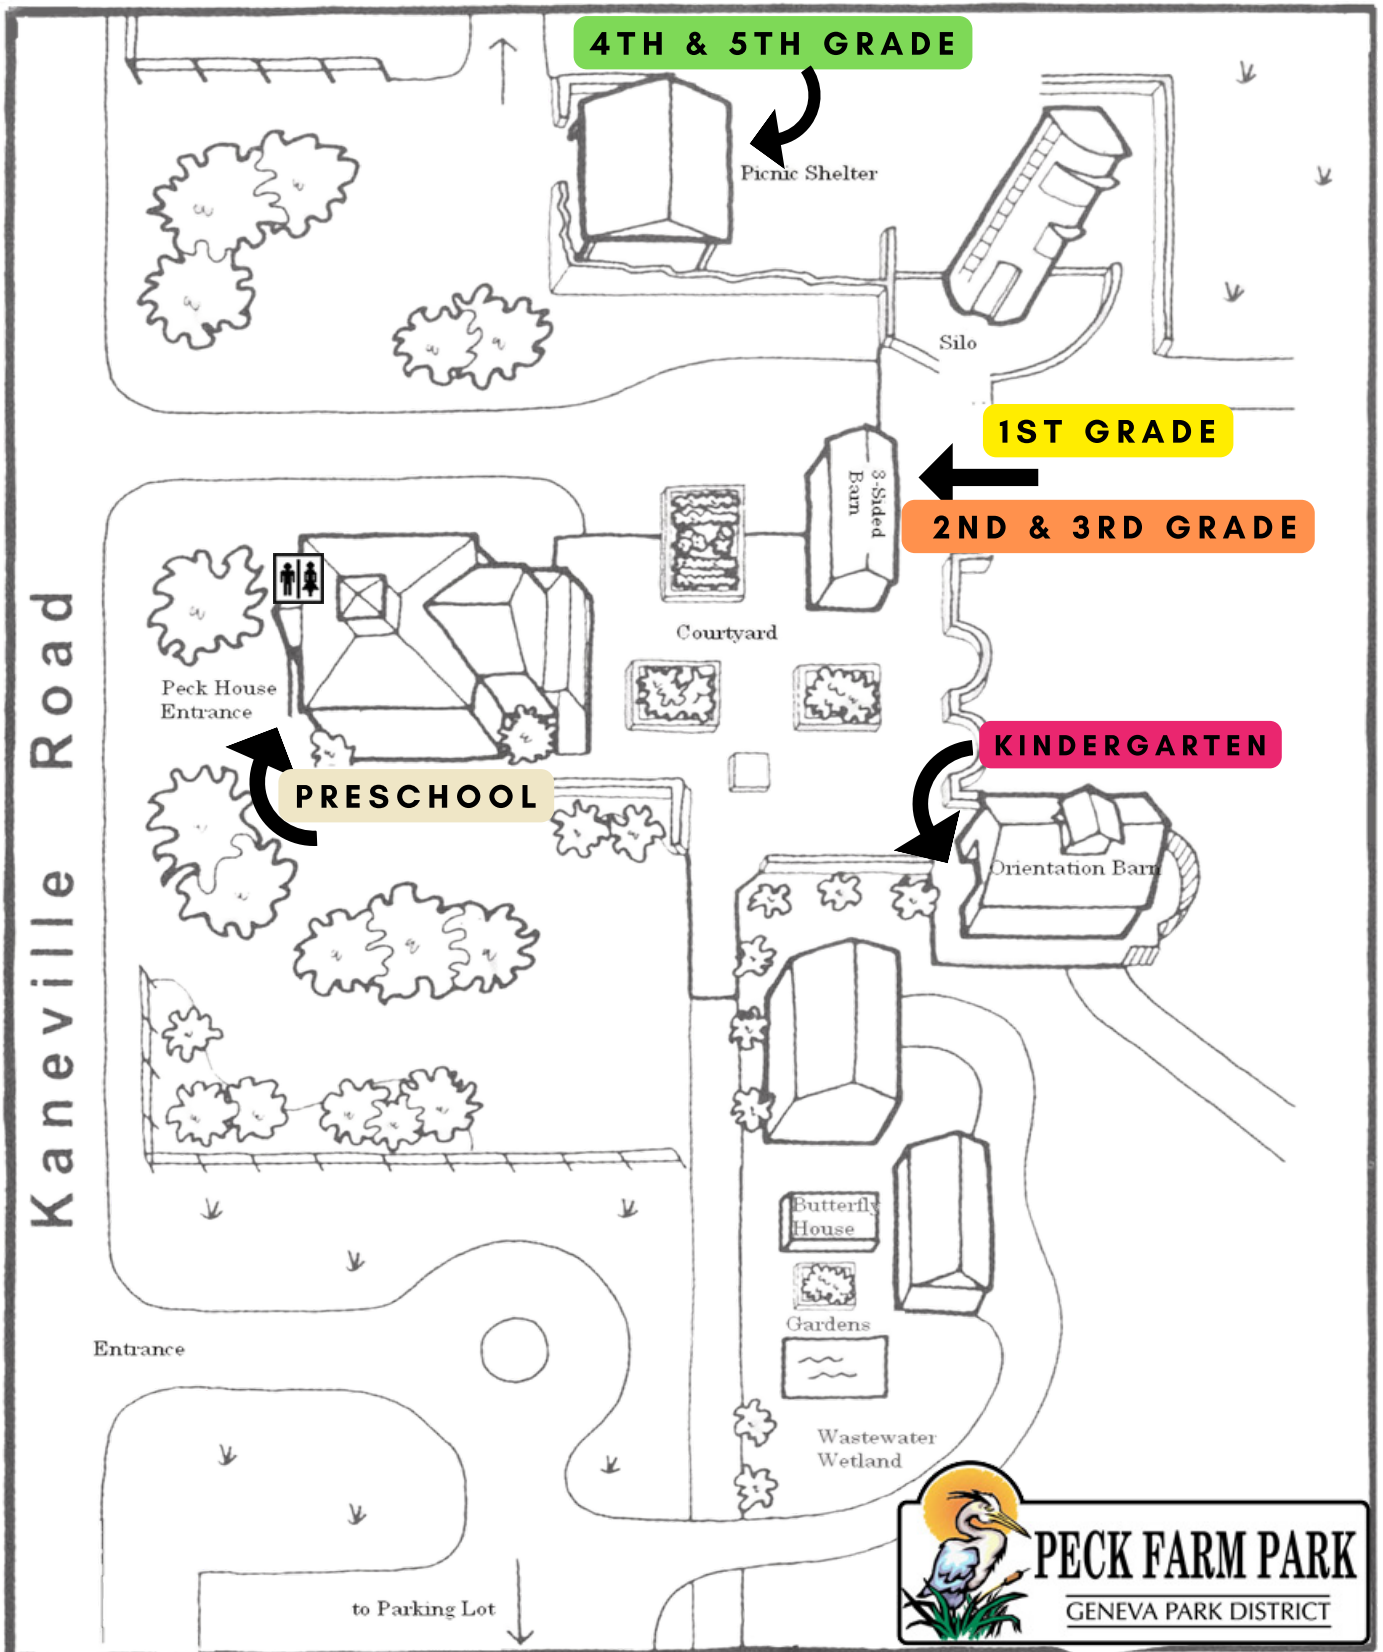 4TH & 5TH GRADE
Picnic Shelter
Silo
1ST GRADE
3-Sided
Barn
2ND & 3RD GRADE
Courtyard
Peck House
Entrance
KINDERGARTEN
PRESCHOOL
Orientation Barn
Kaneville Road
Butterfly
House
Gardens
Entrance
Wastewater
Wetland
to Parking Lot
PECK FARM PARK
GENEVA PARK DISTRICT